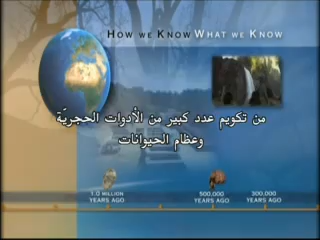 HOW WE KNOW WHAT WE KNOW
من تكويم عدد كبير من الأدوات الحجريّة
وعظام الحيوانات
1.0 MILLION YEARS AGO
500,000 YEARS AGO
300,000 YEARS AGO